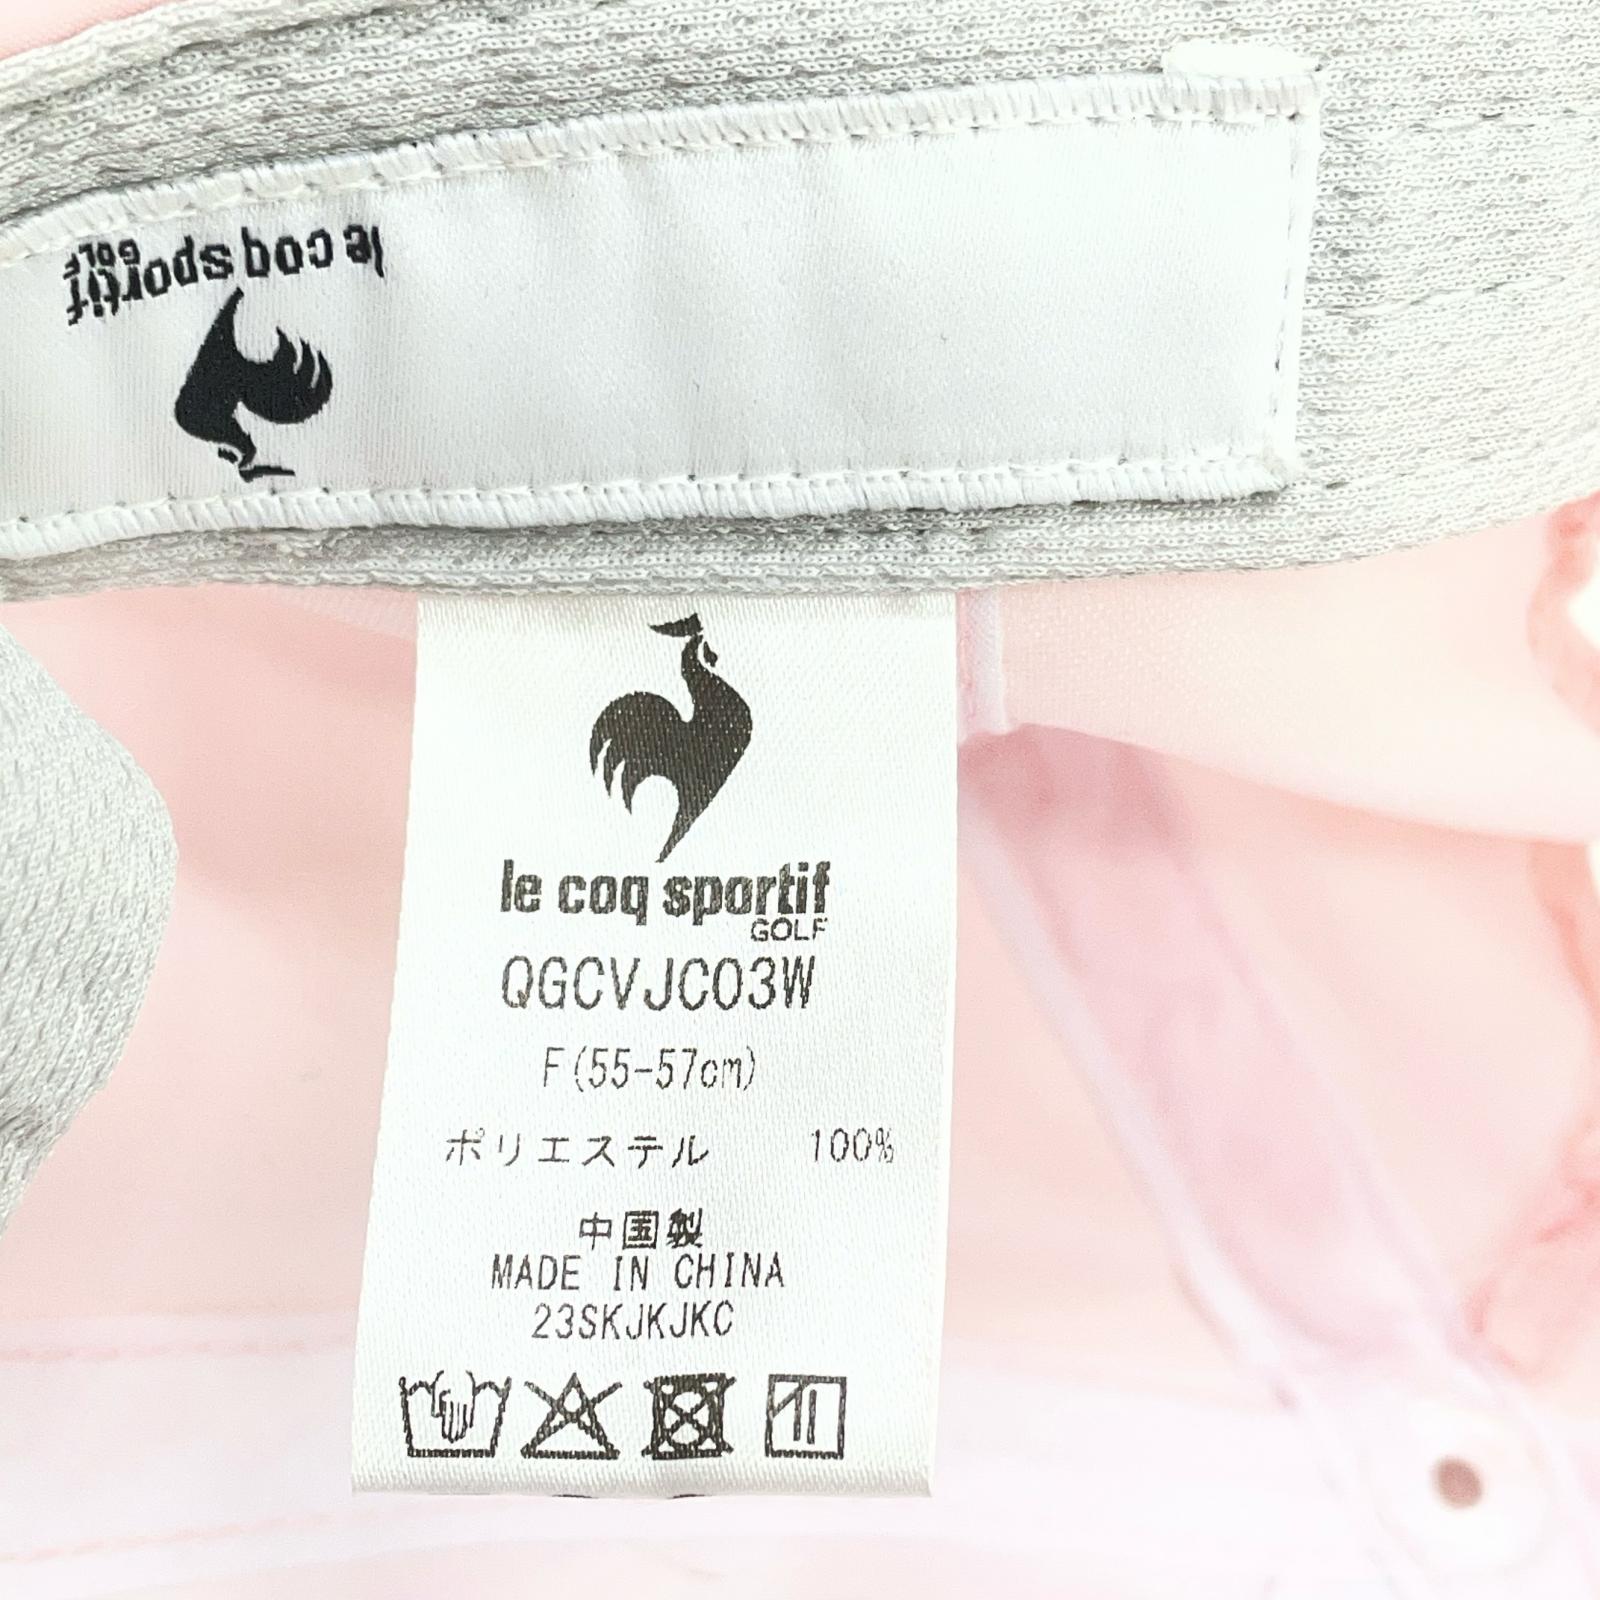 le coq sportif
GOLF
le coq sportif
GOLF
QGCVJC03W
F(55-57cm)
ポリエステル 100%
中国製
MADE IN CHINA
23SKJKJKC